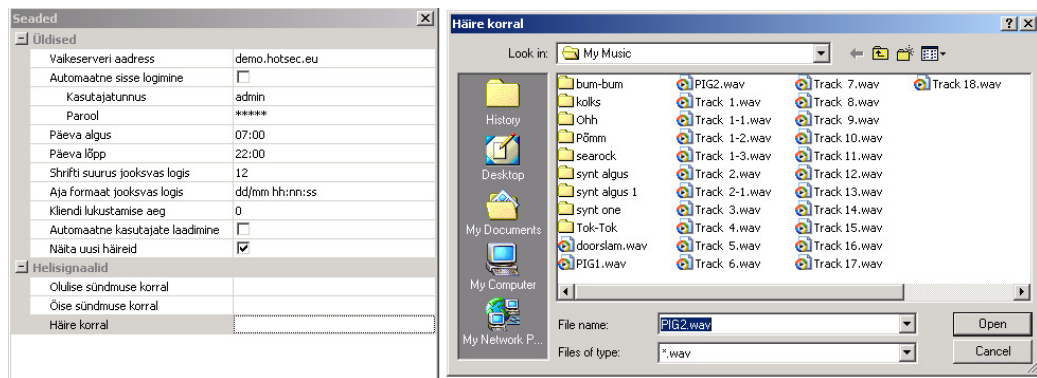 Seaded
Üldised
Vaikeserveri aadress demo.hotsec.eu
Automaatne sisse logimine
Kasutajatunnus admin
Parool *****
Päeva algus 07:00
Päeva lõpp 22:00
Shrifti suurus jooksvas logis 12
Aja formaat jooksvas logis dd/mm hh:nn:ss
Kliendi lukustamise aeg 0
Automaatne kasutajate laadimine
Näita uusi häireid
Helisignaalid
Olulise sündmuse korral
Öise sündmuse korral
Häire korral
Häire korral
Look in: My Music
History
Desktop
My Documents
My Computer
My Network P...
bum-bum
kolks
Ohh
Põmm
searock
synt algus
synt algus 1
synt one
Tok-Tok
doorslam.wav
PIG1.wav
PIG2.wav
Track 1.wav
Track 1-1.wav
Track 1-2.wav
Track 1-3.wav
Track 2.wav
Track 2-1.wav
Track 3.wav
Track 4.wav
Track 5.wav
Track 6.wav
Track 7.wav
Track 8.wav
Track 9.wav
Track 10.wav
Track 11.wav
Track 12.wav
Track 13.wav
Track 14.wav
Track 15.wav
Track 16.wav
Track 17.wav
Track 18.wav
File name: PIG2.wav Open
Files of type: *.wav Cancel